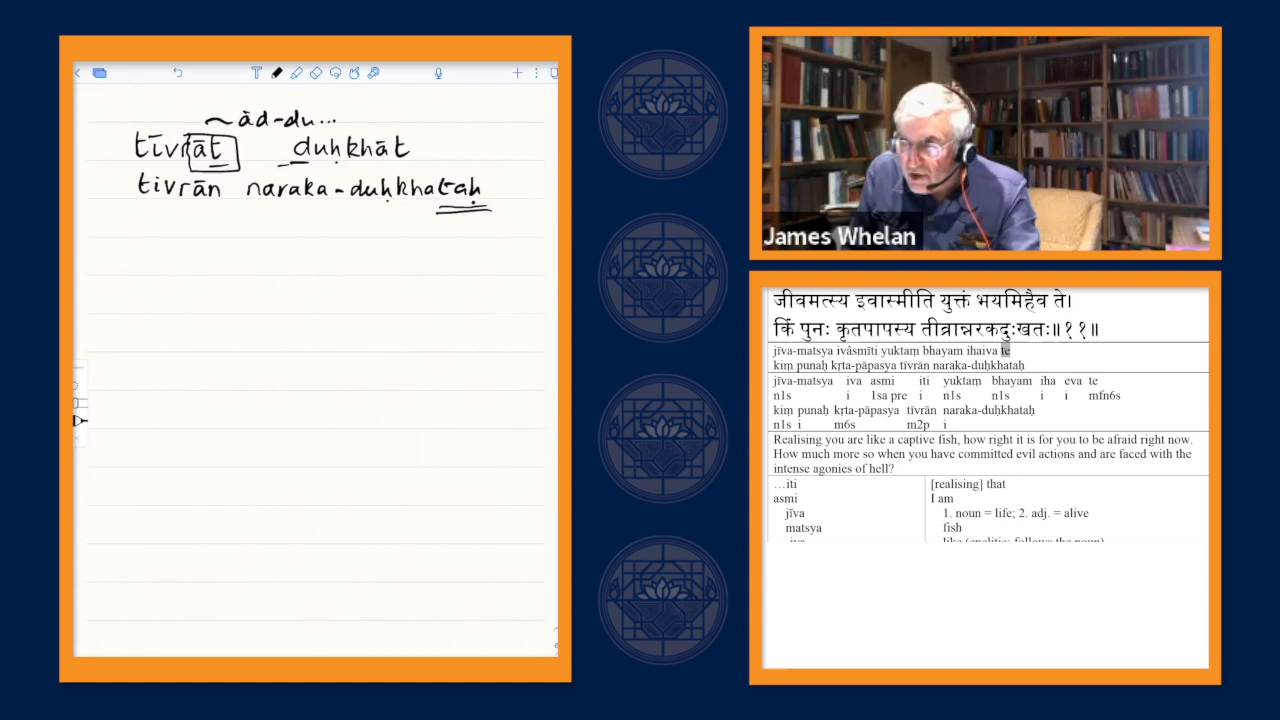 ~ād-du...
tīvrāt duḥkhāt
tivrān naraka-duḥkhataḥ
James Whelan
जीवमत्स्य इवास्मीति युक्तं भयमिहैव ते।
किं पुनः कृतपापस्य तीव्रान्नरकदुःखतः॥११॥
jīva-matsya ivâsmīti yuktaṃ bhayam ihaiva te
kiṃ punaḥ kṛta-pāpasya tīvrān naraka-duḥkhataḥ
jīva-matsya iva asmi iti yuktaṃ bhayam iha eva te
n1s i 1sa pre i n1s n1s i i mfn6s
kiṃ punaḥ kṛta-pāpasya tīvrān naraka-duḥkhataḥ
n1s i m6s m2p i
Realising you are like a captive fish, how right it is for you to be afraid right now.
How much more so when you have committed evil actions and are faced with the
intense agonies of hell?
…iti [realising] that
asmi I am
jīva 1. noun = life; 2. adj. = alive
matsya fish